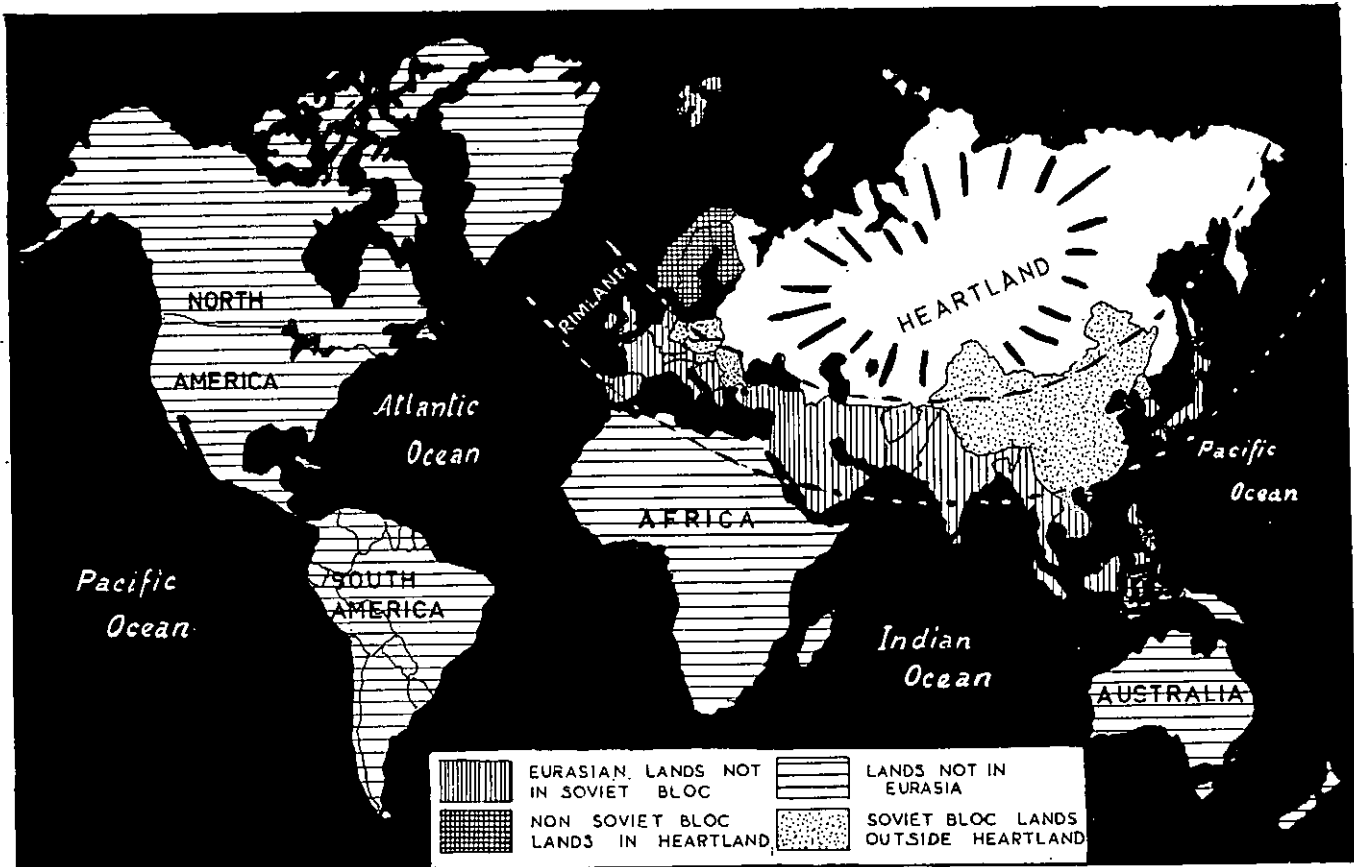 NORTH
AMERICA
Atlantic
Ocean
RIMLAND
HEARTLAND
Pacific
Ocean
AFRICA
Pacific
Ocean
SOUTH
AMERICA
Indian
Ocean
AUSTRALIA
EURASIAN LANDS NOT
IN SOVIET BLOC
LANDS NOT IN
EURASIA
NON SOVIET BLOC
LANDS IN HEARTLAND
SOVIET BLOC LANDS
OUTSIDE HEARTLAND